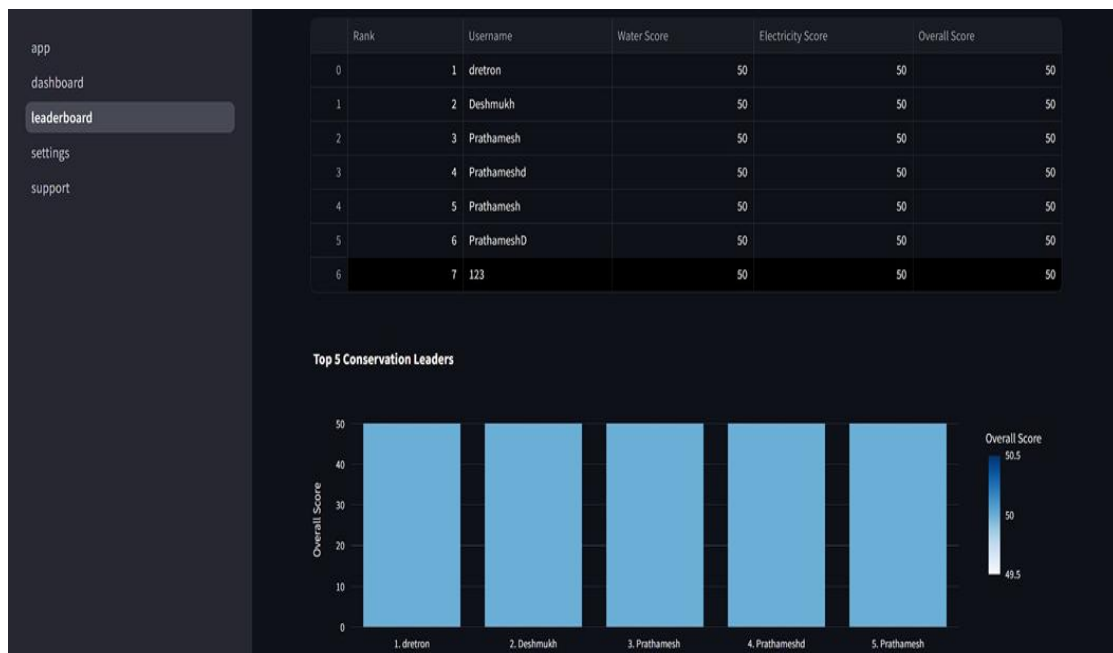 app
dashboard
leaderboard
settings
support
Rank Username Water Score Electricity Score Overall Score
0 1 dretron 50 50 50
1 2 Deshmukh 50 50 50
2 3 Prathamesh 50 50 50
3 4 Prathameshd 50 50 50
4 5 Prathamesh 50 50 50
5 6 PrathameshD 50 50 50
6 7 123 50 50 50
Top 5 Conservation Leaders
Overall Score
50
40
30
20
10
0
1. dretron 2. Deshmukh 3. Prathamesh 4. Prathameshd 5. Prathamesh
Overall Score
50.5
50
49.5